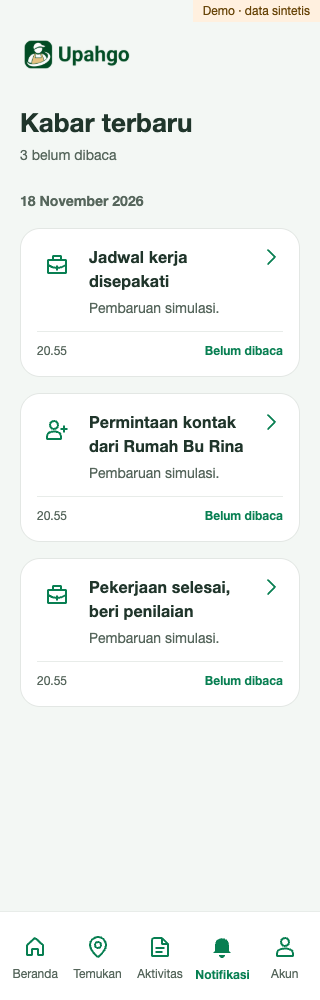 Demo · data sintetis
Upahgo
Kabar terbaru
3 belum dibaca
18 November 2026
Jadwal kerja
disepakati
Pembaruan simulasi.
20.55 Belum dibaca
Permintaan kontak
dari Rumah Bu Rina
Pembaruan simulasi.
20.55 Belum dibaca
Pekerjaan selesai,
beri penilaian
Pembaruan simulasi.
20.55 Belum dibaca
Beranda Temukan Aktivitas Notifikasi Akun